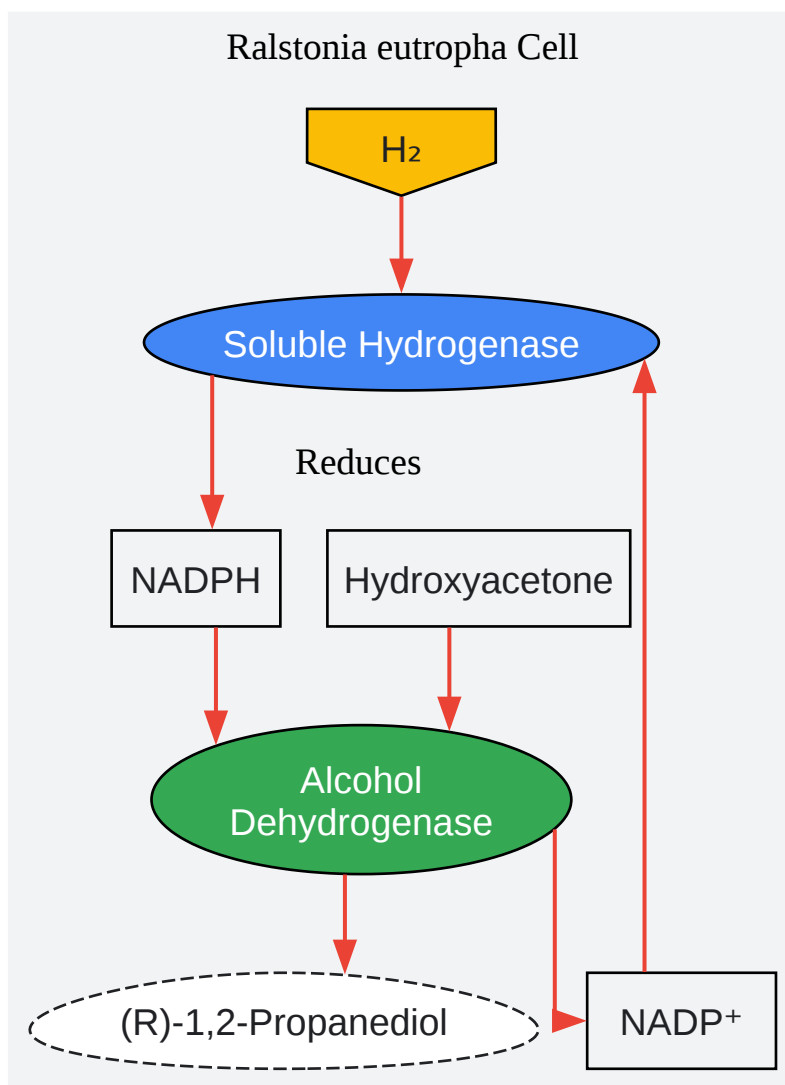 Ralstonia eutropha Cell
H₂
Soluble Hydrogenase
Reduces
NADPH
Hydroxyacetone
Alcohol
Dehydrogenase
(R)-1,2-Propanediol
NADP⁺